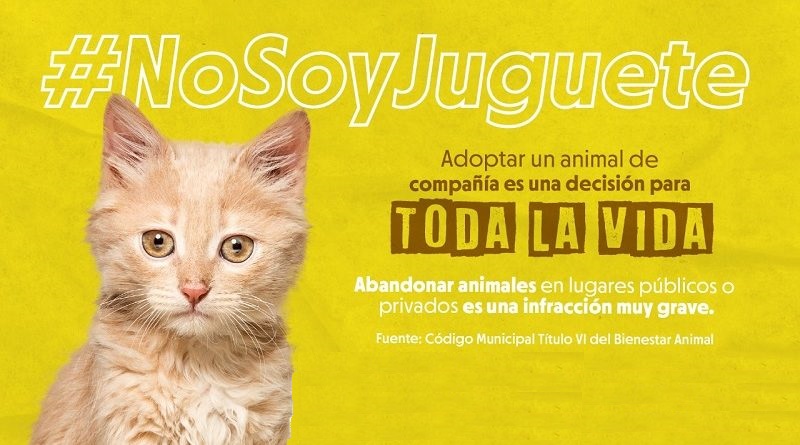 #NoSoyJuguete
Adoptar un animal de
compañía es una decisión para
TODA LA VIDA
Abandonar animales en lugares públicos o
privados es una infracción muy grave.
Fuente: Código Municipal Título VI del Bienestar Animal